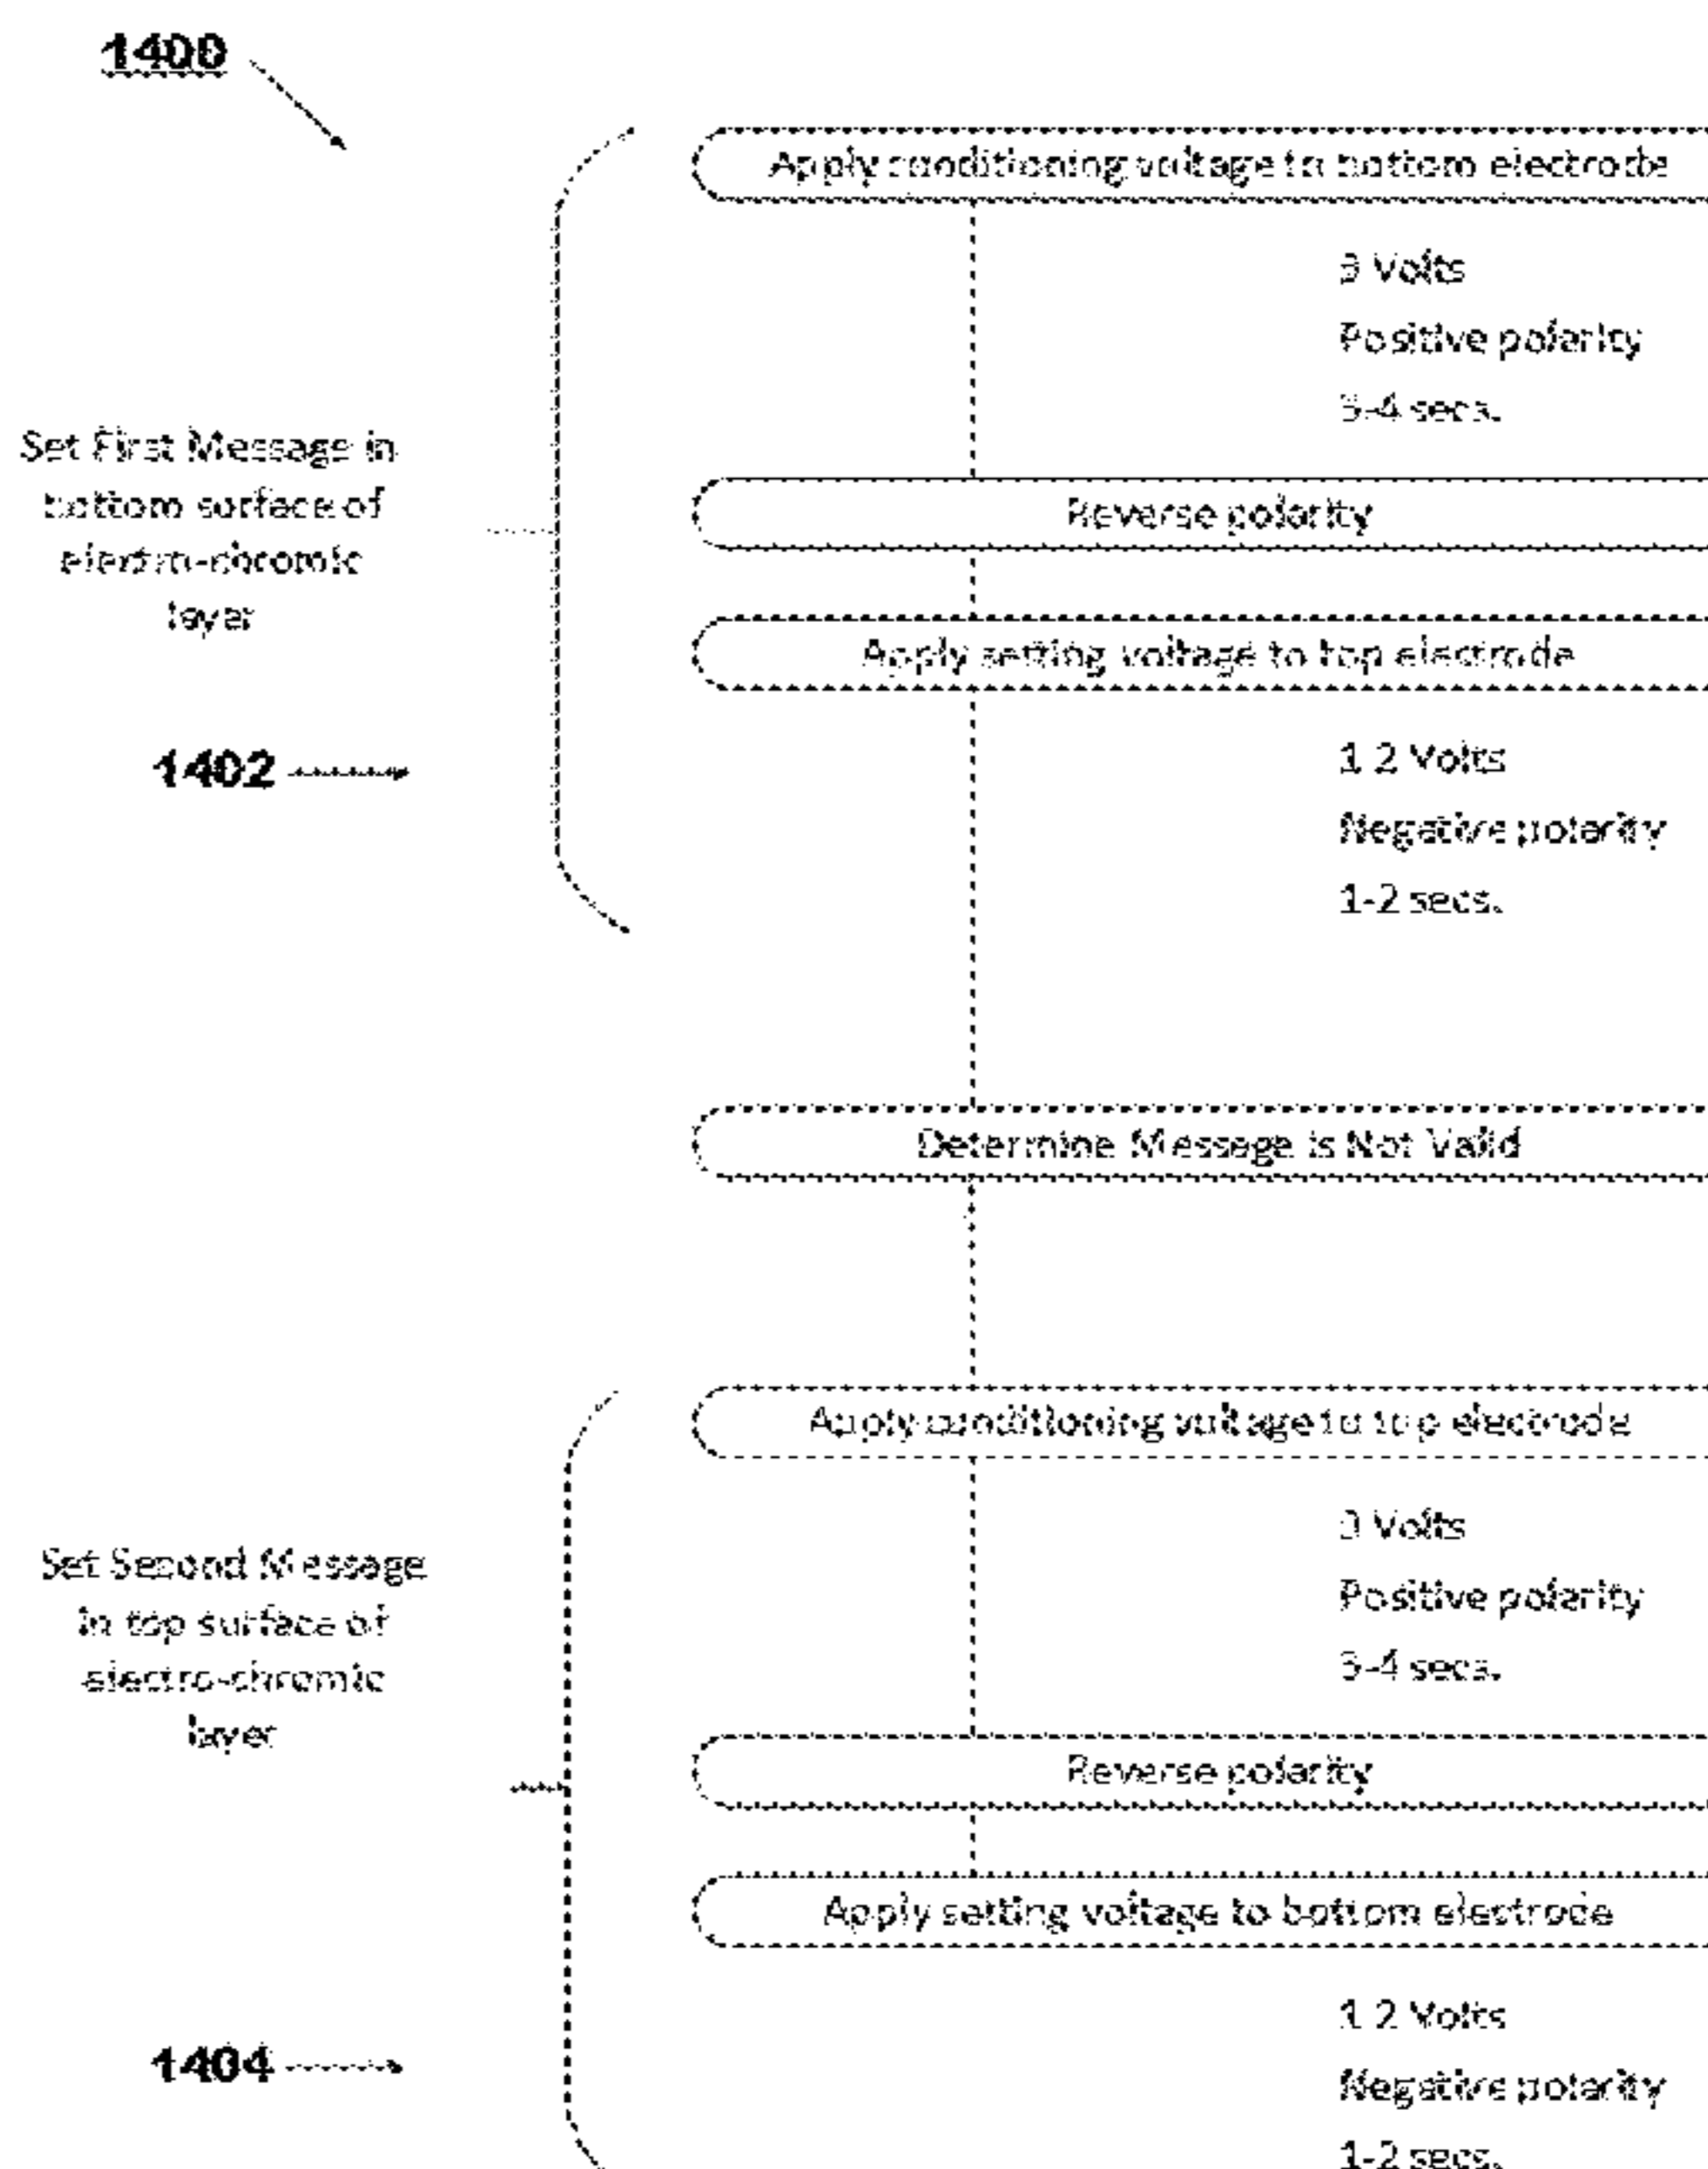 1400
Apply conditioning voltage to bottom electrode
3 Volts
Positive polarity
3-4 secs.
Set First Message in
bottom surface of
electro-chromic
layer
Reverse polarity
Apply setting voltage to top electrode
1402
1 2 Volts
Negative polarity
1-2 secs.
Determine Message is Not Valid
Apply conditioning voltage to top electrode
3 Volts
Positive polarity
3-4 secs.
Set Second Message
in top surface of
electro-chromic
layer
Reverse polarity
Apply setting voltage to bottom electrode
1404
1 2 Volts
Negative polarity
1-2 secs.